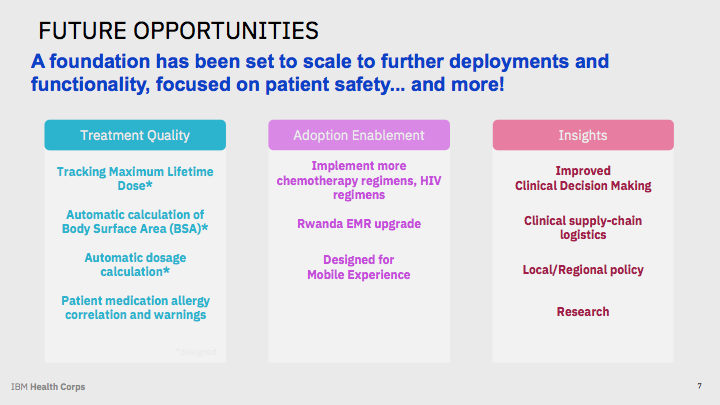 FUTURE OPPORTUNITIES
A foundation has been set to scale to further deployments and
functionality, focused on patient safety... and more!
Treatment Quality
Tracking Maximum Lifetime
Dose*
Automatic calculation of
Body Surface Area (BSA)*
Automatic dosage
calculation*
Patient medication allergy
correlation and warnings
Adoption Enablement
Implement more
chemotherapy regimens, HIV
regimens
Rwanda EMR upgrade
Designed for
Mobile Experience
Insights
Improved
Clinical Decision Making
Clinical supply-chain
logistics
Local/Regional policy
Research
IBM Health Corps
7